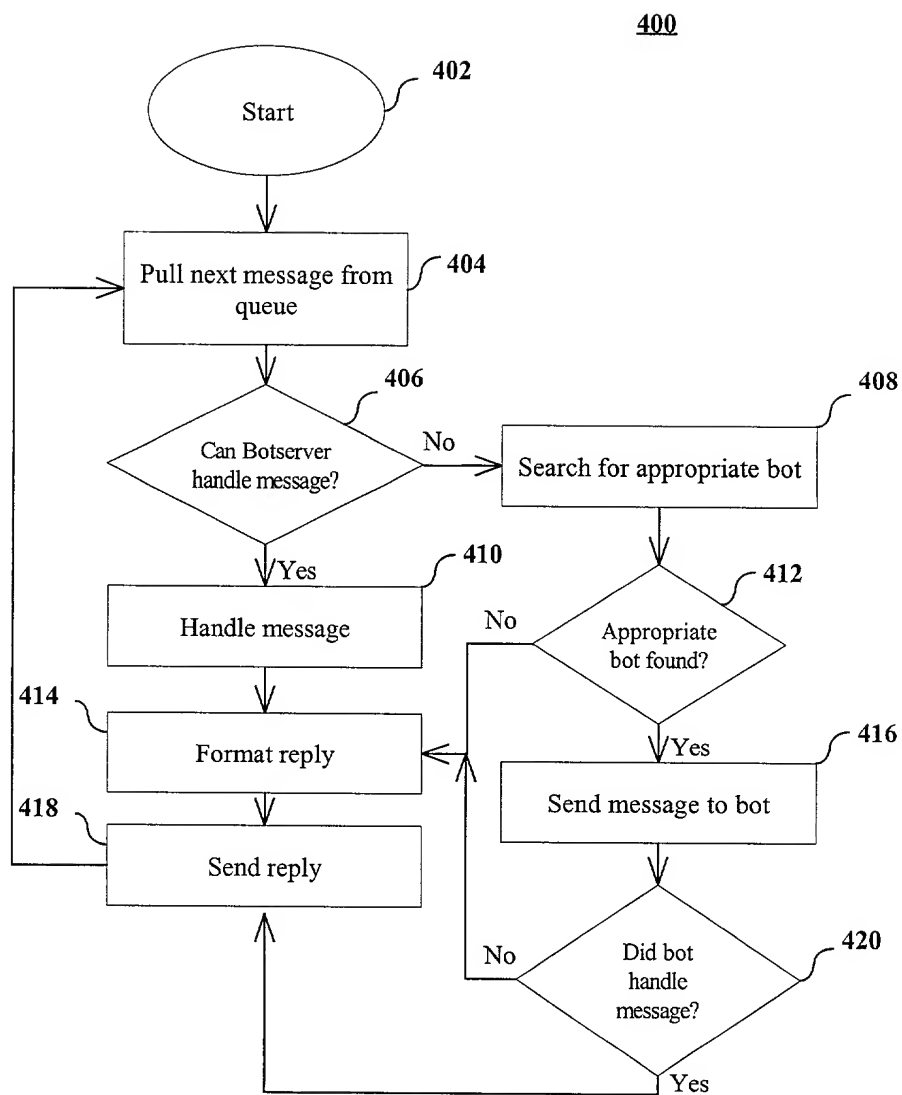 400
402
Start
Pull next message from
queue
404
406
408
Can Botserver
handle message?
No
Search for appropriate bot
Yes
410
412
Handle message
No
Appropriate
bot found?
414
Format reply
Yes
416
Send message to bot
418
Send reply
No
Did bot
handle
message?
420
Yes